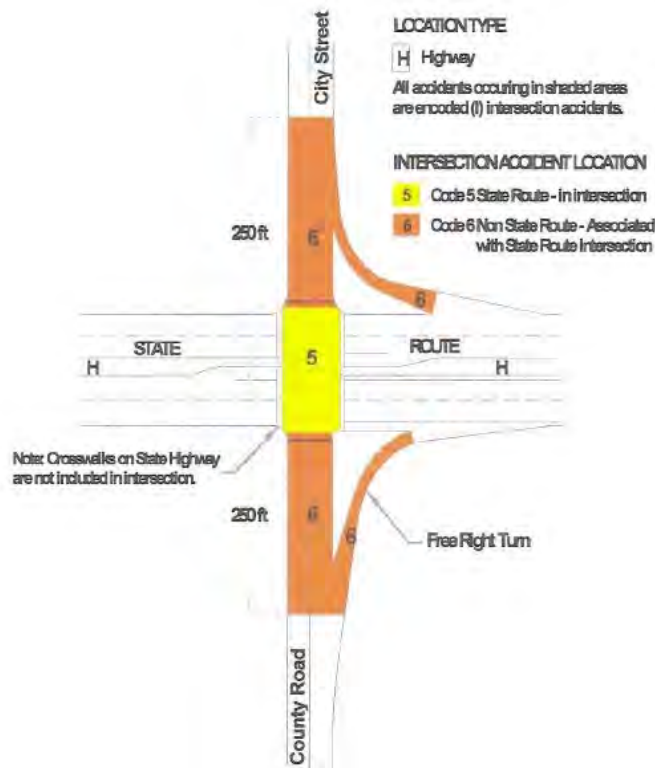 City Street
LOCATION TYPE
H Highway
All accidents occuring in shaded areas
are encoded (I) intersection accidents.
INTERSECTION ACCIDENT LOCATION
5 Code 5 State Route - in intersection
6 Code 6 Non State Route - Associated
with State Route Intersection
250 ft
6
6
STATE
ROUTE
5
H
H
Note: Crosswalks on State Highway
are not included in intersection.
250 ft
6
6
Free Right Turn
County Road